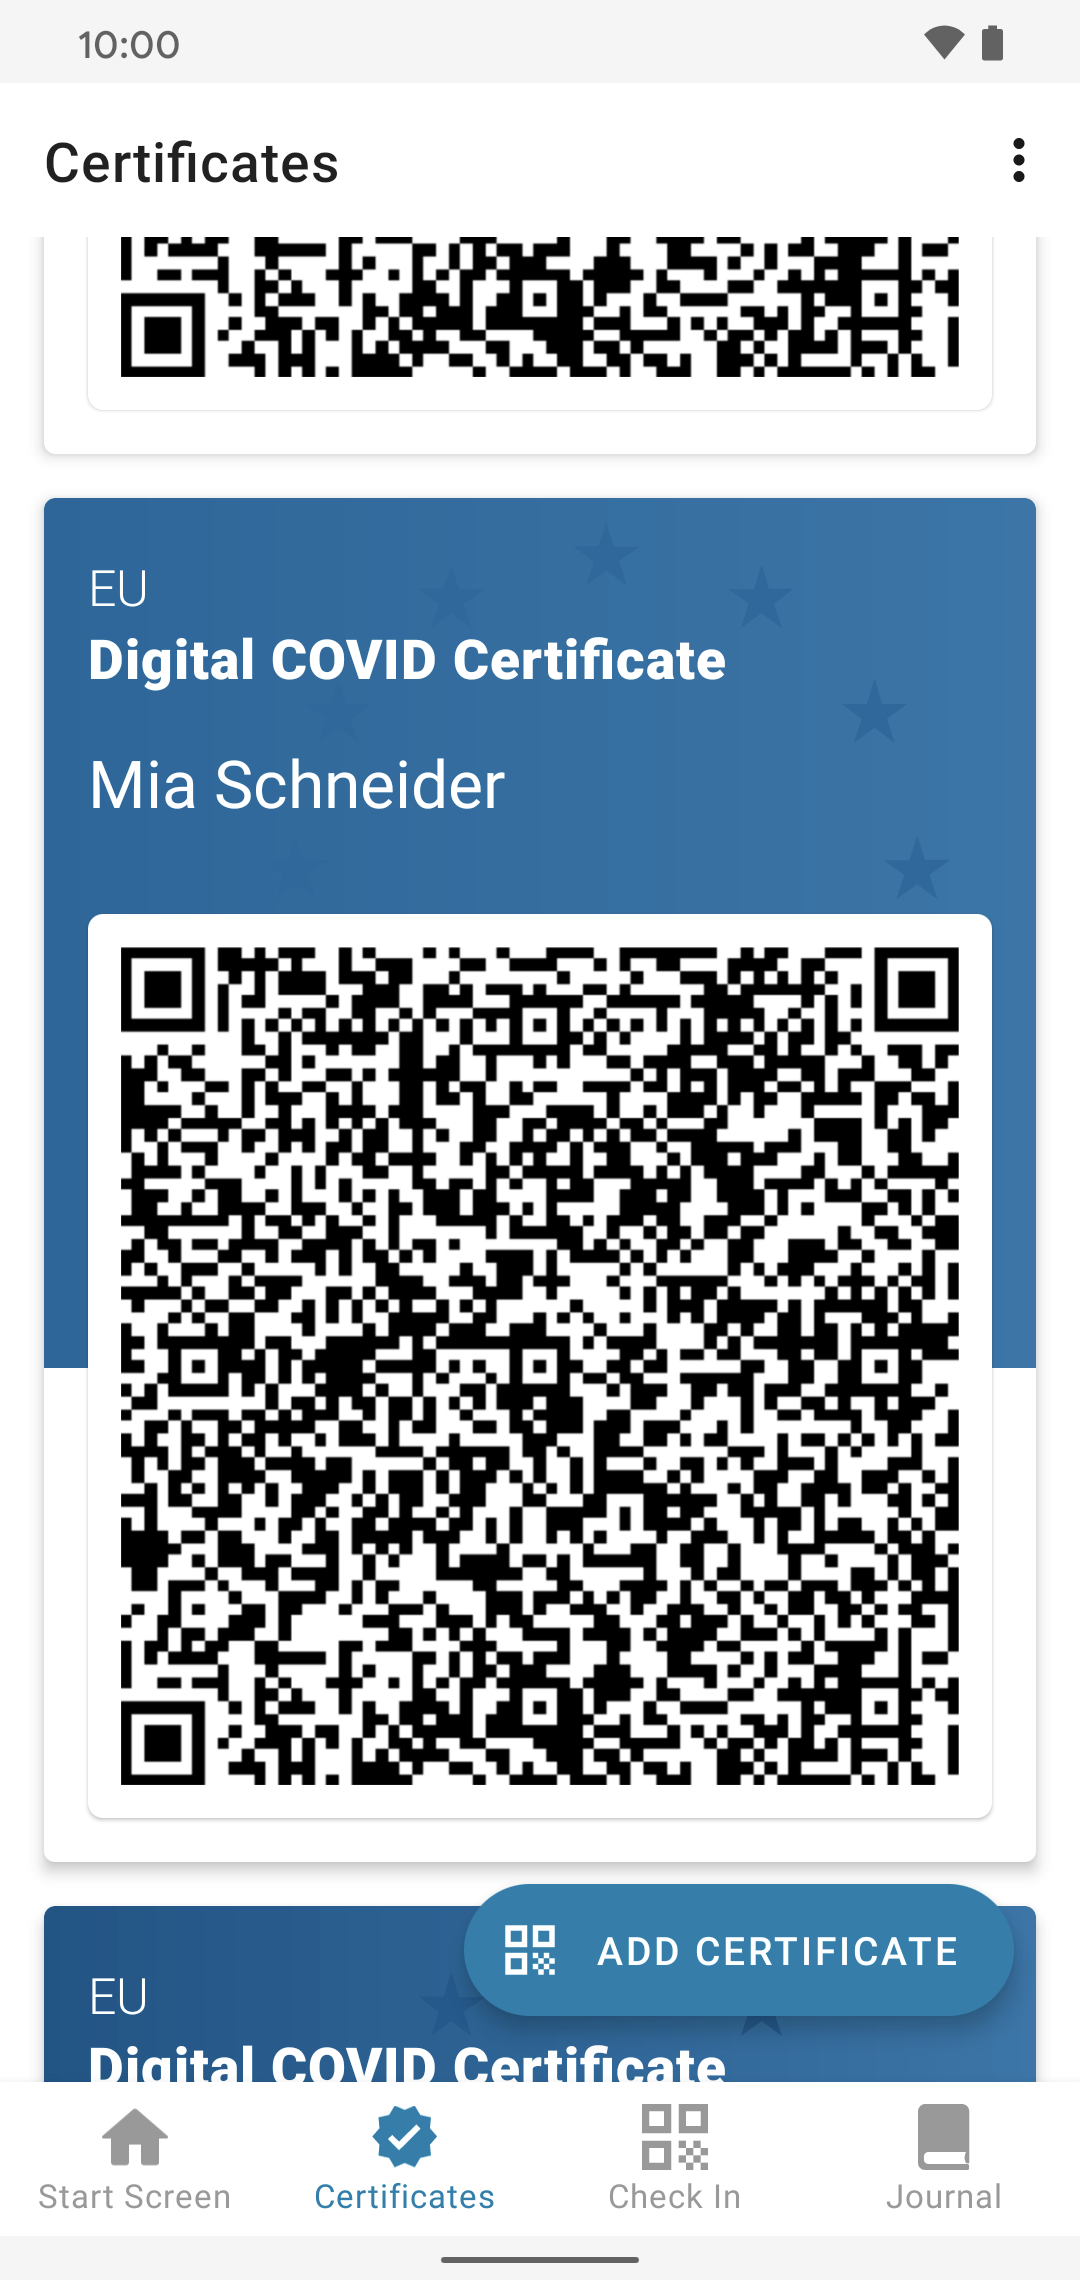 10:00
Certificates
EU
Digital COVID Certificate
Mia Schneider
ADD CERTIFICATE
EU
Digital COVID Certificate
Start Screen
Certificates
Check In
Journal